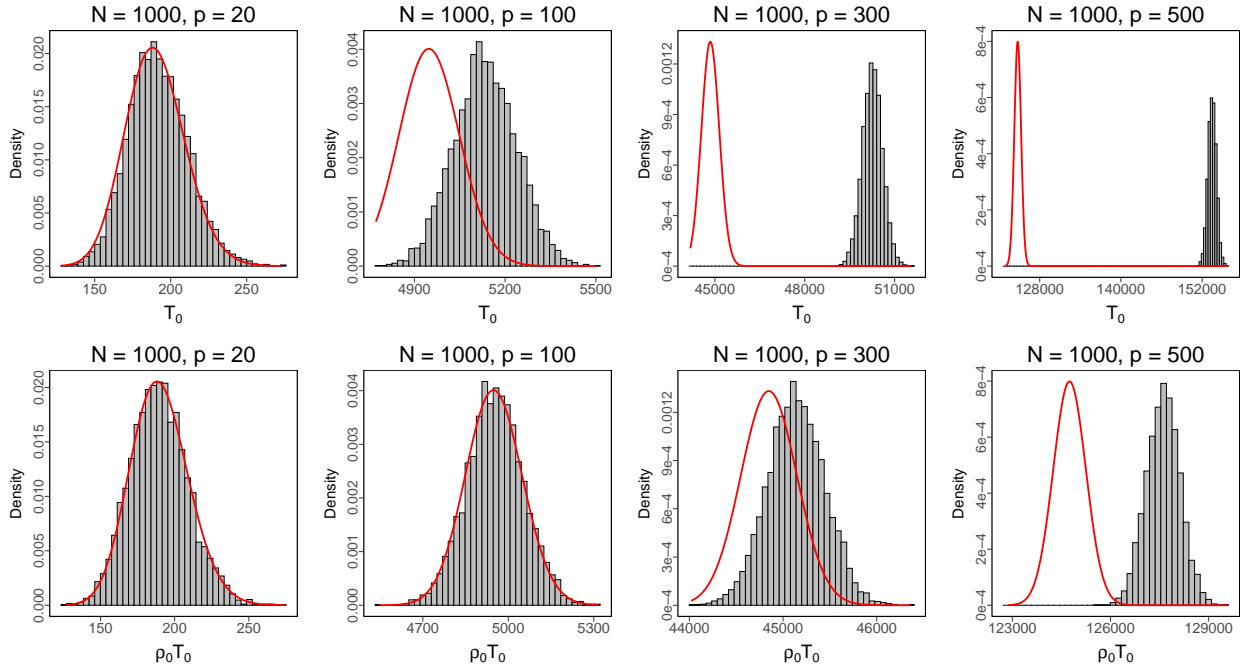 N = 1000, p = 20
N = 1000, p = 100
N = 1000, p = 300
N = 1000, p = 500
Density
0.000 0.005 0.010 0.015 0.020
150 200 250
T0
Density
0.000 0.001 0.002 0.003 0.004
4900 5200 5500
T0
Density
0e-4 3e-4 6e-4 9e-4 0.0012
45000 48000 51000
T0
Density
0e-4 2e-4 4e-4 6e-4 8e-4
128000 140000 152000
T0
N = 1000, p = 20
N = 1000, p = 100
N = 1000, p = 300
N = 1000, p = 500
Density
0.000 0.005 0.010 0.015 0.020
150 200 250
ρ0T0
Density
0.000 0.001 0.002 0.003 0.004
4700 5000 5300
ρ0T0
Density
0e-4 3e-4 6e-4 9e-4 0.0012
44000 45000 46000
ρ0T0
Density
0e-4 2e-4 4e-4 6e-4 8e-4
123000 126000 129000
ρ0T0